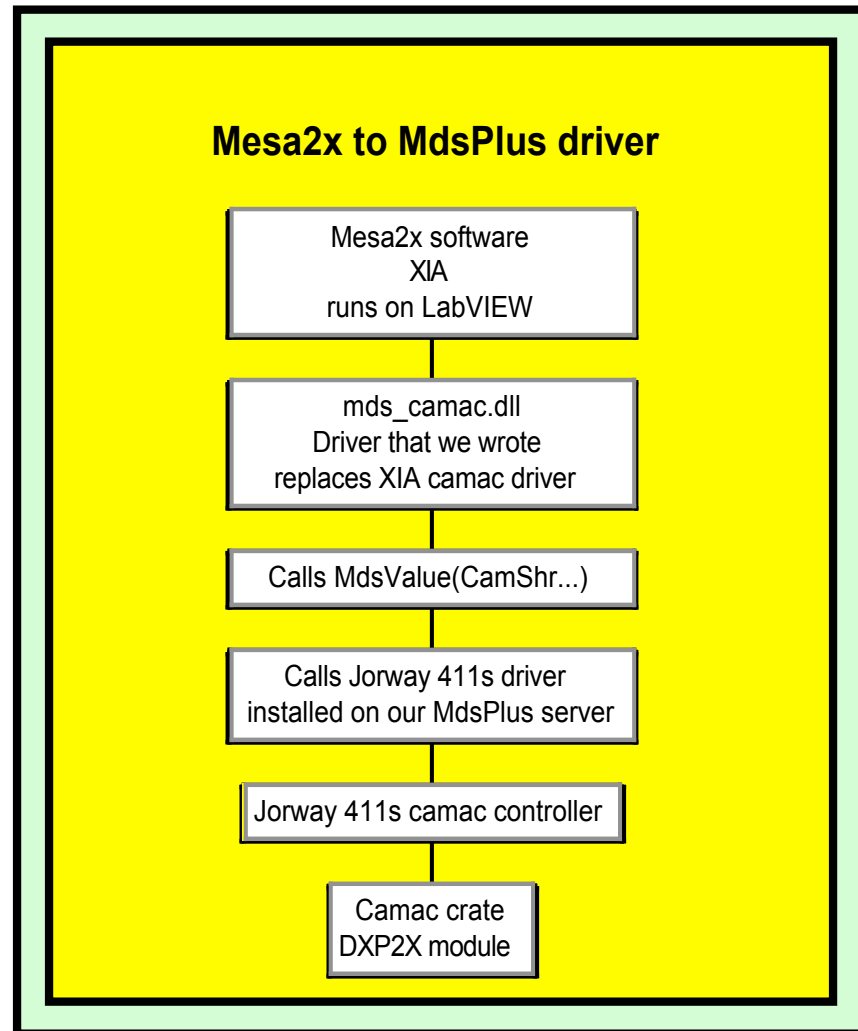 Mesa2x to MdsPlus driver
Mesa2x software
XIA
runs on LabVIEW
mds_camac.dll
Driver that we wrote
replaces XIA camac driver
Calls MdsValue(CamShr...)
Calls Jorway 411s driver
installed on our MdsPlus server
Jorway 411s camac controller
Camac crate
DXP2X module